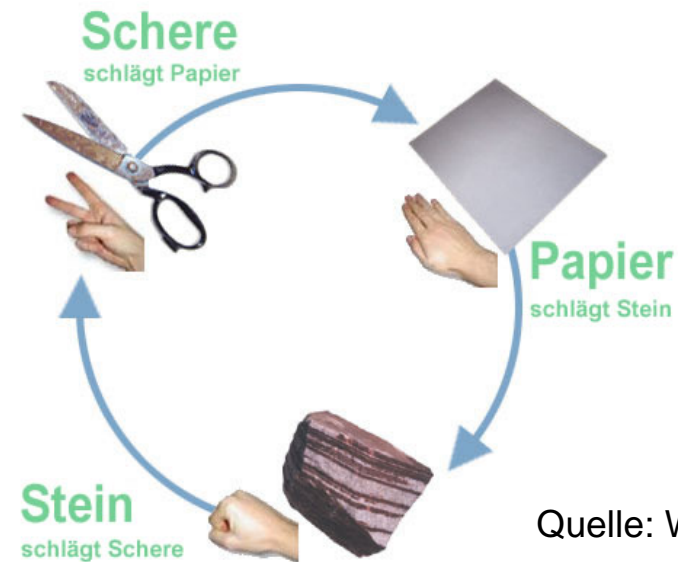 Schere
schlägt Papier
Papier
schlägt Stein
Stein
schlägt Schere
Quelle: W